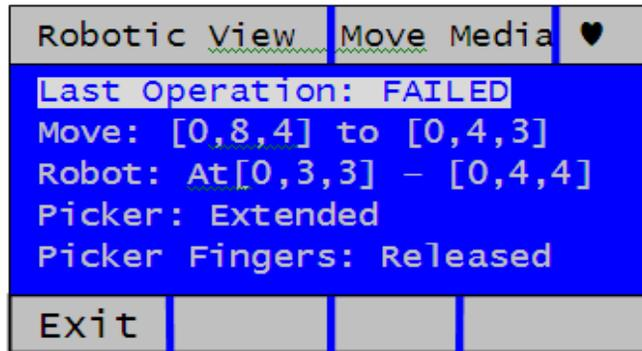 Robotic View Move Media ♥
Last Operation: FAILED
Move: [0,8,4] to [0,4,3]
Robot: At[0,3,3] – [0,4,4]
Picker: Extended
Picker Fingers: Released
Exit